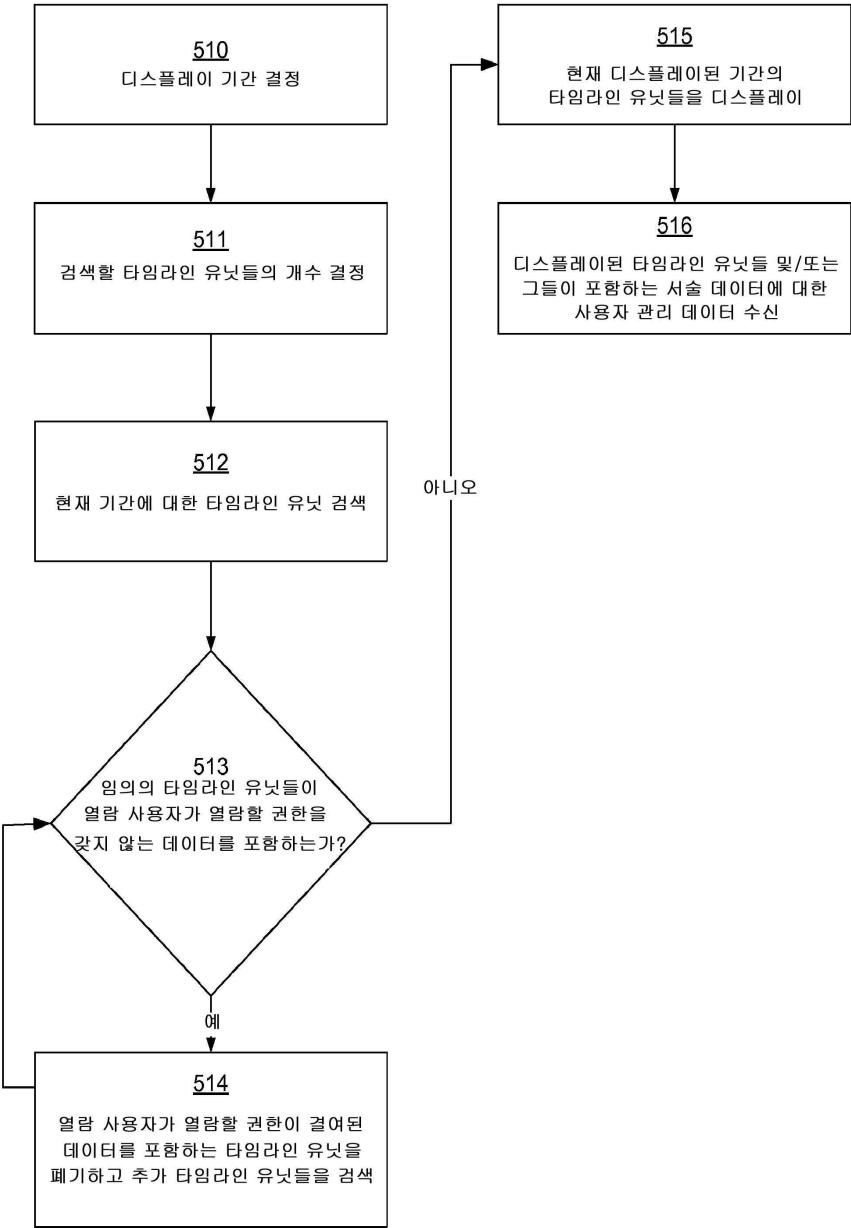 510
디스플레이 기간 결정
511
검색할 타임라인 유닛들의 개수 결정
512
현재 기간에 대한 타임라인 유닛 검색
513
임의의 타임라인 유닛들이
열람 사용자가 열람할 권한을
갖지 않는 데이터를 포함하는가?
예
514
열람 사용자가 열람할 권한이 결여된
데이터를 포함하는 타임라인 유닛을
폐기하고 추가 타임라인 유닛들을 검색
아니오
515
현재 디스플레이된 기간의
타임라인 유닛들을 디스플레이
516
디스플레이된 타임라인 유닛들 및/또는
그들이 포함하는 서술 데이터에 대한
사용자 관리 데이터 수신